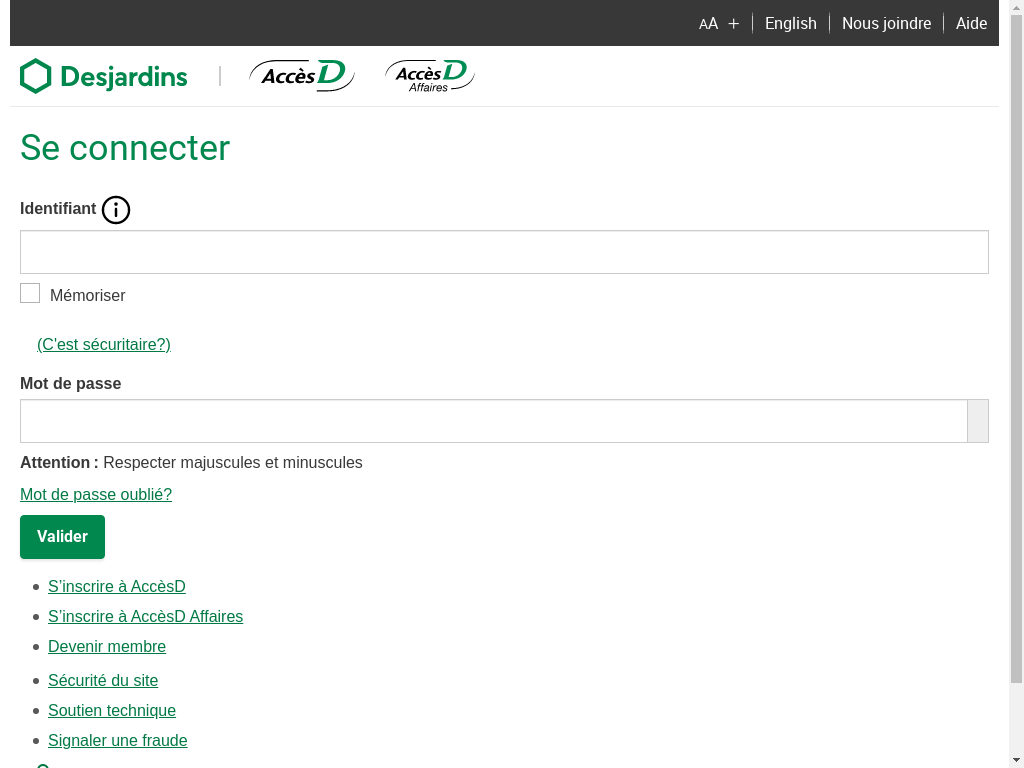 AA + English Nous joindre Aide
Desjardins AccèsD AccèsD Affaires
Se connecter
Identifiant
Mémoriser
(C'est sécuritaire?)
Mot de passe
Attention : Respecter majuscules et minuscules
Mot de passe oublié?
Valider
S’inscrire à AccèsD
S’inscrire à AccèsD Affaires
Devenir membre
Sécurité du site
Soutien technique
Signaler une fraude